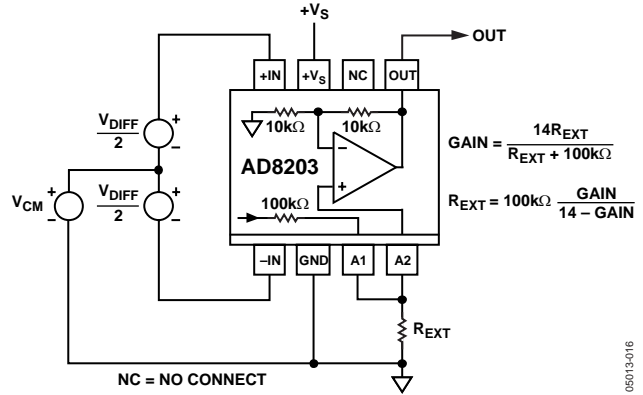 +VS
OUT
+IN
+VS
NC
OUT
10kΩ
10kΩ
VDIFF
2
+
−
−
+
AD8203
GAIN = 14REXT
REXT + 100kΩ
VCM
+
−
VDIFF
2
+
−
100kΩ
REXT = 100kΩ GAIN
14 – GAIN
–IN
GND
A1
A2
REXT
NC = NO CONNECT
05013-016